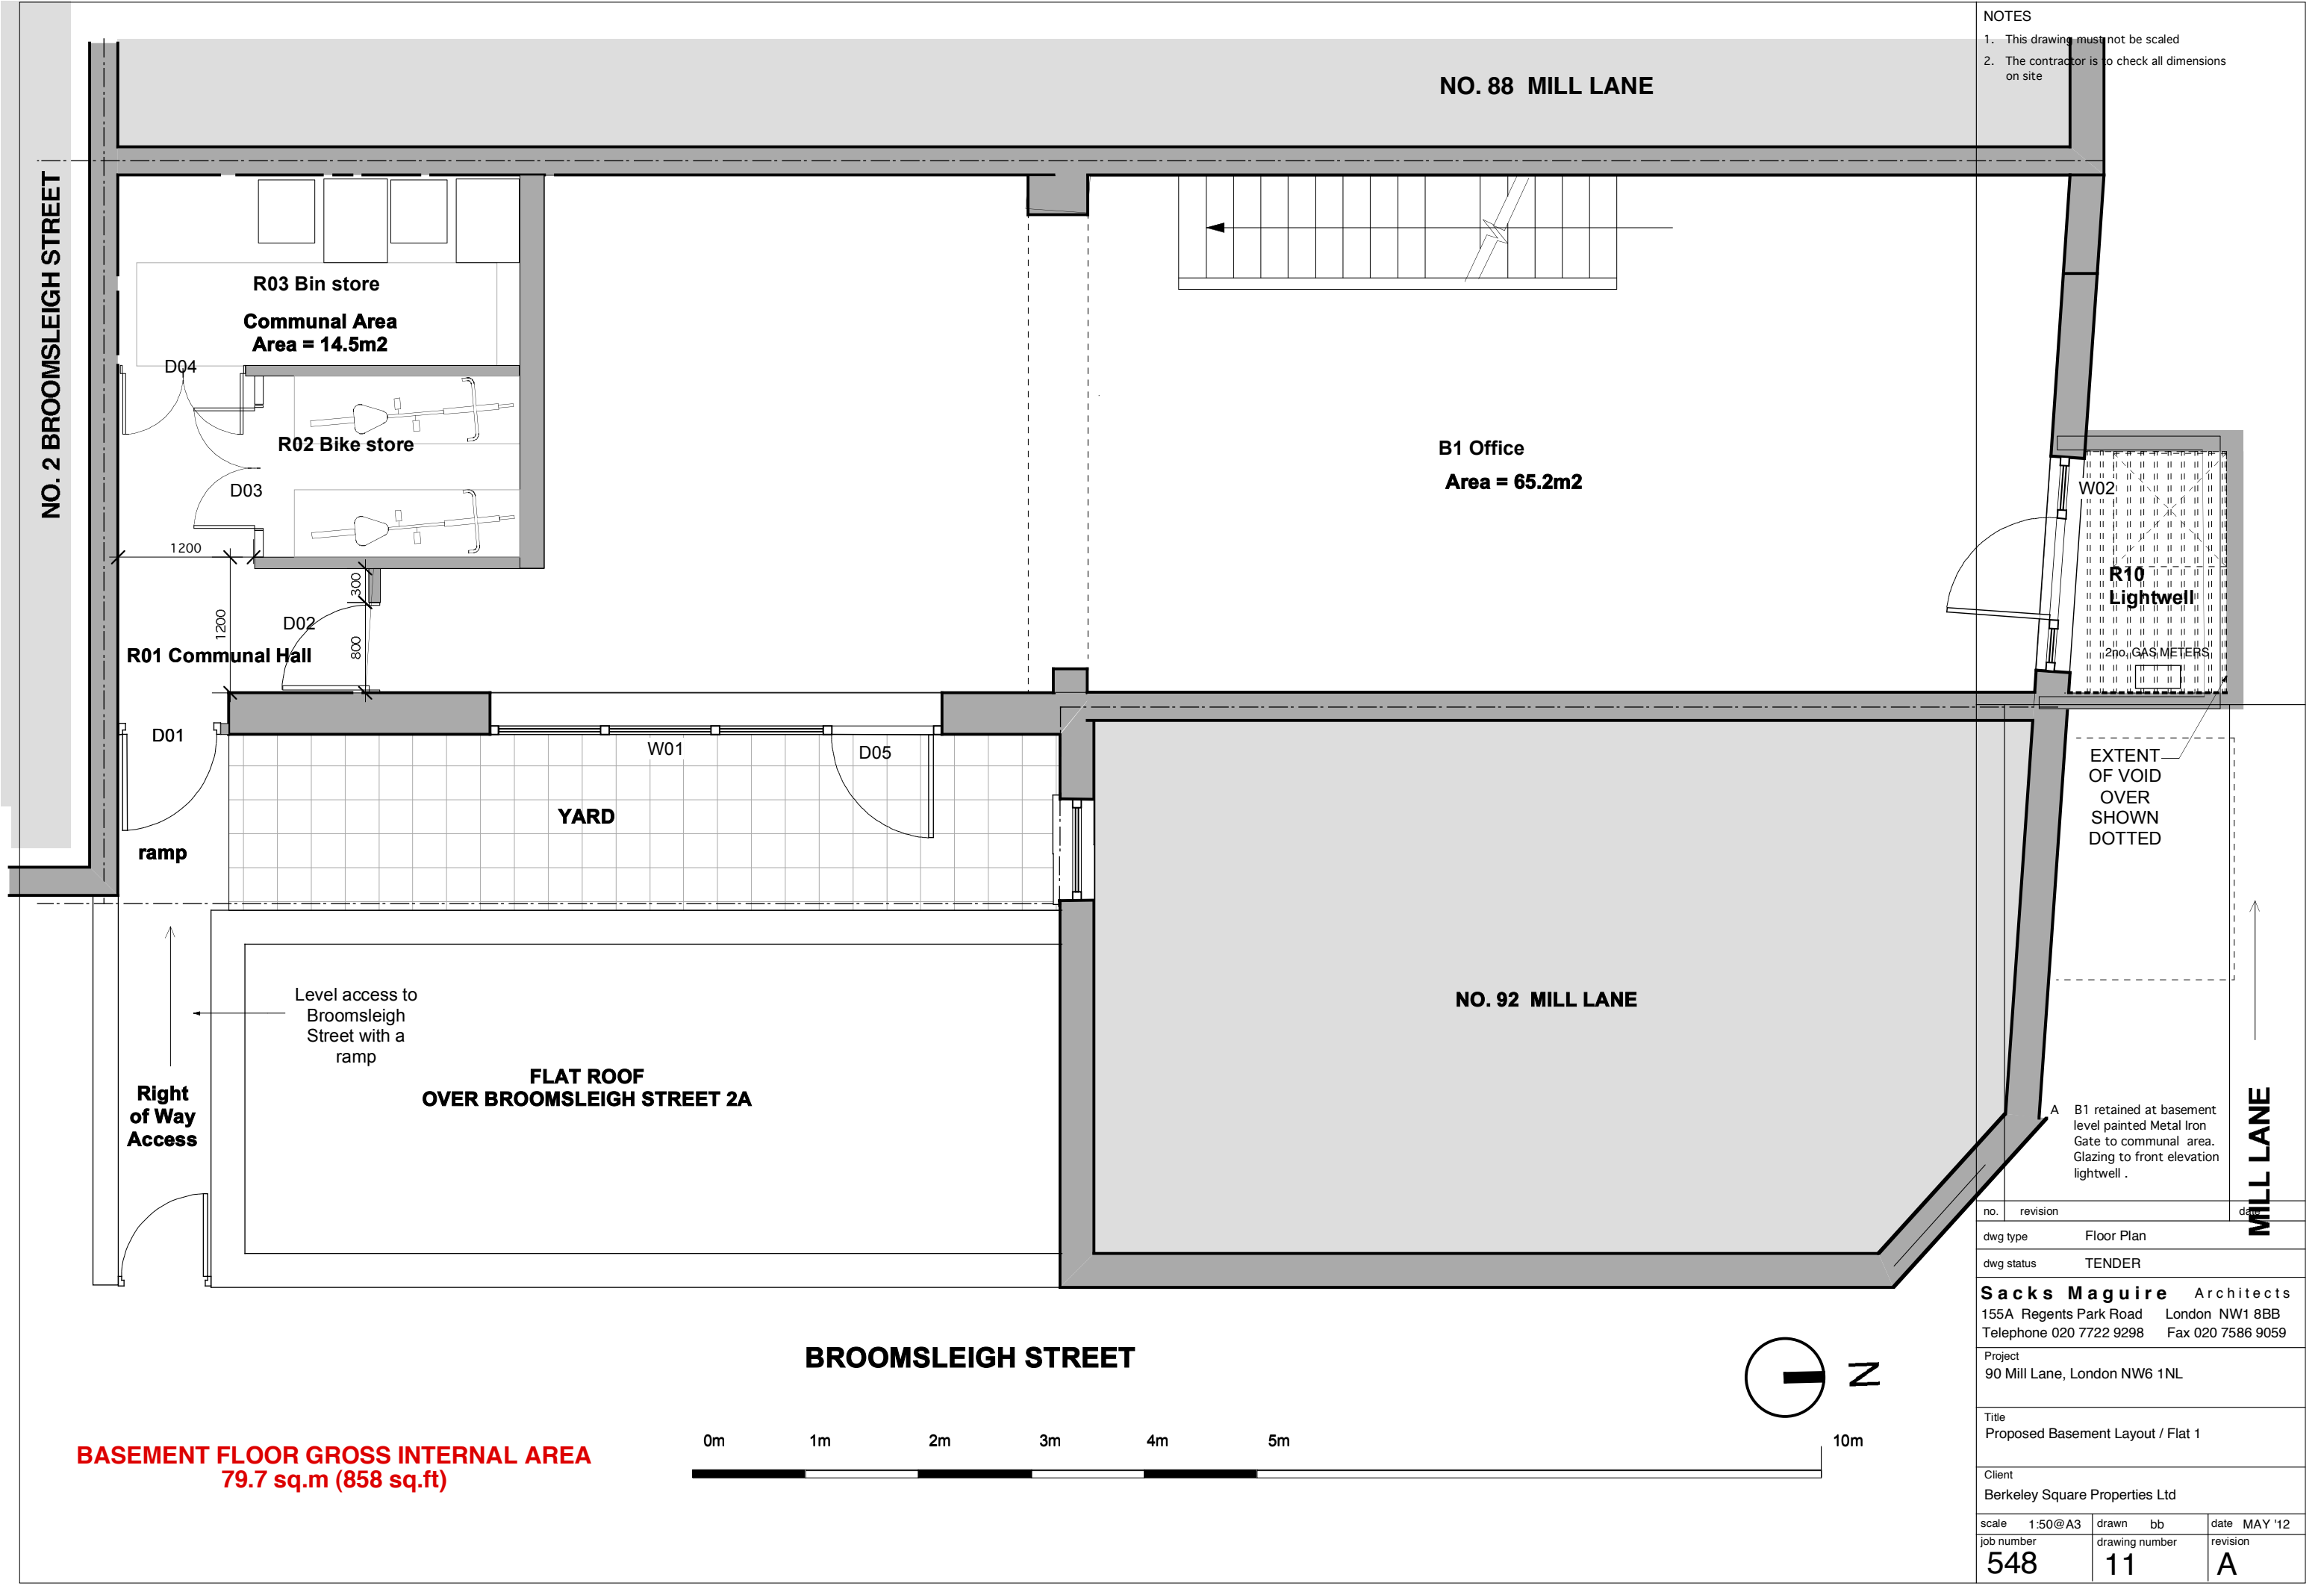 NOTES
1. This drawing must not be scaled
2. The contractor is to check all dimensions
on site
NO. 88 MILL LANE
NO. 2 BROOMSLEIGH STREET
R03 Bin store
Communal Area
Area = 14.5m2
D04
R02 Bike store
D03
1200
300
1200
D02
800
R01 Communal Hall
D01
B1 Office
Area = 65.2m2
W02
R10
Lightwell
2no. GAS METERS
W01
D05
YARD
ramp
EXTENT
OF VOID
OVER
SHOWN
DOTTED
Level access to
Broomsleigh
Street with a
ramp
Right
of Way
Access
FLAT ROOF
OVER BROOMSLEIGH STREET 2A
NO. 92 MILL LANE
A B1 retained at basement
level painted Metal Iron
Gate to communal area.
Glazing to front elevation
lightwell .
MILL LANE
no. revision date
dwg type Floor Plan
dwg status TENDER
Sacks Maguire Architects
155A Regents Park Road London NW1 8BB
Telephone 020 7722 9298 Fax 020 7586 9059
Project
90 Mill Lane, London NW6 1NL
Title
Proposed Basement Layout / Flat 1
Client
Berkeley Square Properties Ltd
scale 1:50@A3 drawn bb date MAY '12
job number drawing number revision
548 11 A
BROOMSLEIGH STREET
N
0m 1m 2m 3m 4m 5m 10m
BASEMENT FLOOR GROSS INTERNAL AREA
79.7 sq.m (858 sq.ft)